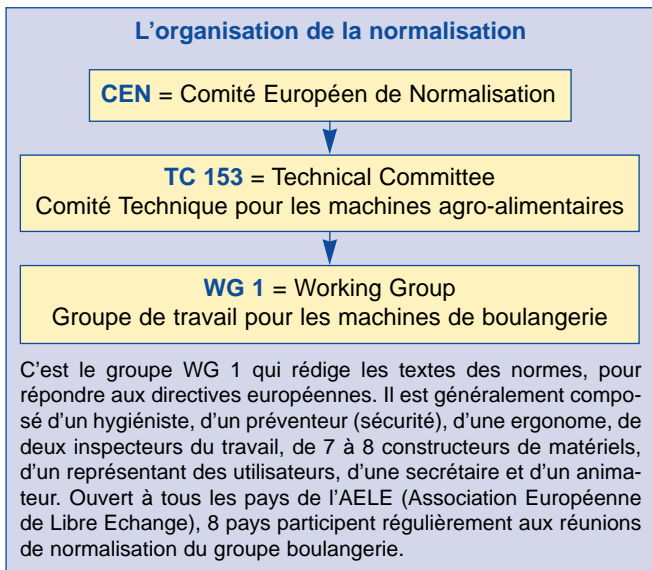 L'organisation de la normalisation
CEN = Comité Européen de Normalisation
TC 153 = Technical Committee
Comité Technique pour les machines agro-alimentaires
WG 1 = Working Group
Groupe de travail pour les machines de boulangerie
C'est le groupe WG 1 qui rédige les textes des normes, pour
répondre aux directives européennes. Il est généralement compo-
sé d'un hygiéniste, d'un préventeur (sécurité), d'une ergonome, de
deux inspecteurs du travail, de 7 à 8 constructeurs de matériels,
d'un représentant des utilisateurs, d'une secrétaire et d'un anima-
teur. Ouvert à tous les pays de l'AELE (Association Européenne
de Libre Echange), 8 pays participent régulièrement aux réunions
de normalisation du groupe boulangerie.